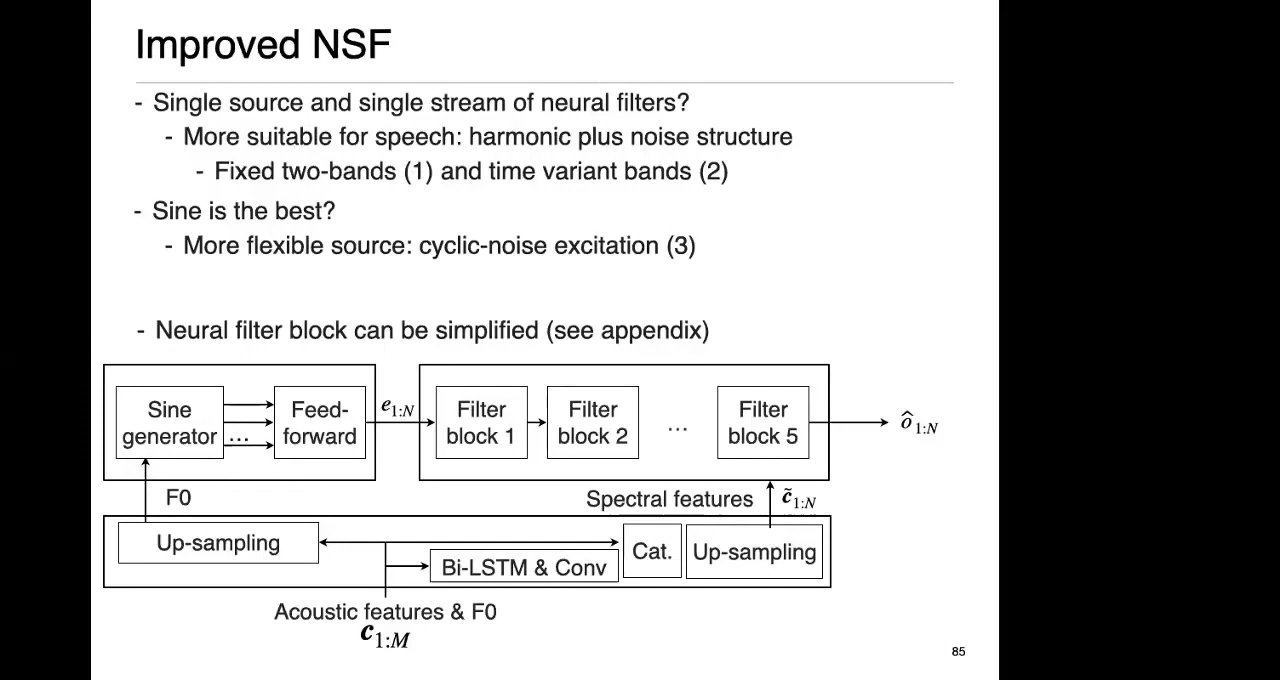 Improved NSF
- Single source and single stream of neural filters?
- More suitable for speech: harmonic plus noise structure
- Fixed two-bands (1) and time variant bands (2)
- Sine is the best?
- More flexible source: cyclic-noise excitation (3)
- Neural filter block can be simplified (see appendix)
Sine
generator
...
Feed-
forward
e1:N
Filter
block 1
Filter
block 2
...
Filter
block 5
ô1:N
F0
Spectral features
c̃1:N
Up-sampling
Bi-LSTM & Conv
Cat.
Up-sampling
Acoustic features & F0
c1:M
85